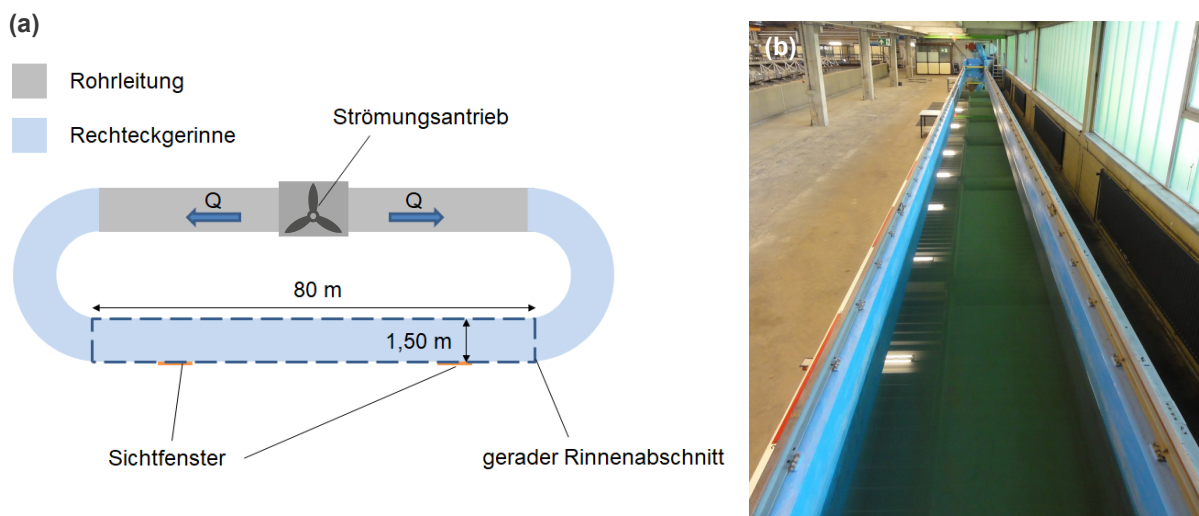 (a)
Rohrleitung
Rechteckgerinne
Strömungsantrieb
Q
Q
80 m
1,50 m
Sichtfenster
gerader Rinnenabschnitt
(b)